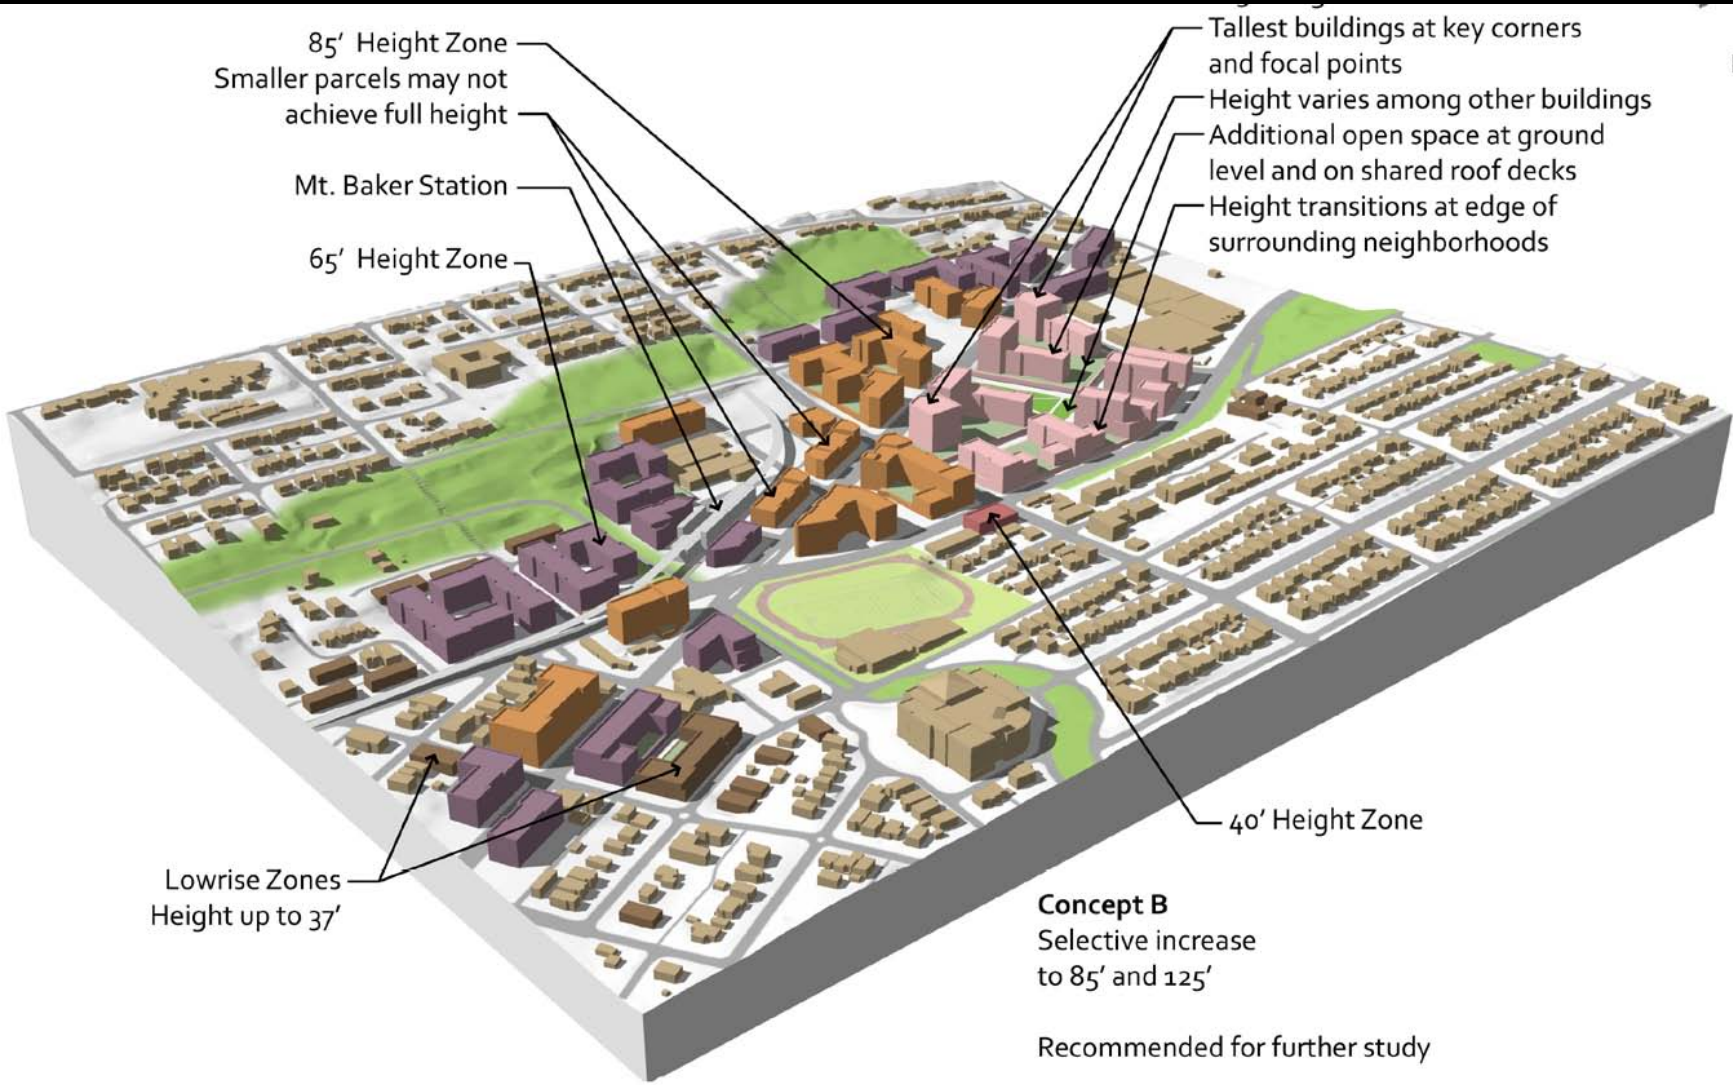 85' Height Zone
Smaller parcels may not
achieve full height
Mt. Baker Station
65' Height Zone
Tallest buildings at key corners
and focal points
Height varies among other buildings
Additional open space at ground
level and on shared roof decks
Height transitions at edge of
surrounding neighborhoods
40' Height Zone
Lowrise Zones
Height up to 37'
Concept B
Selective increase
to 85' and 125'
Recommended for further study